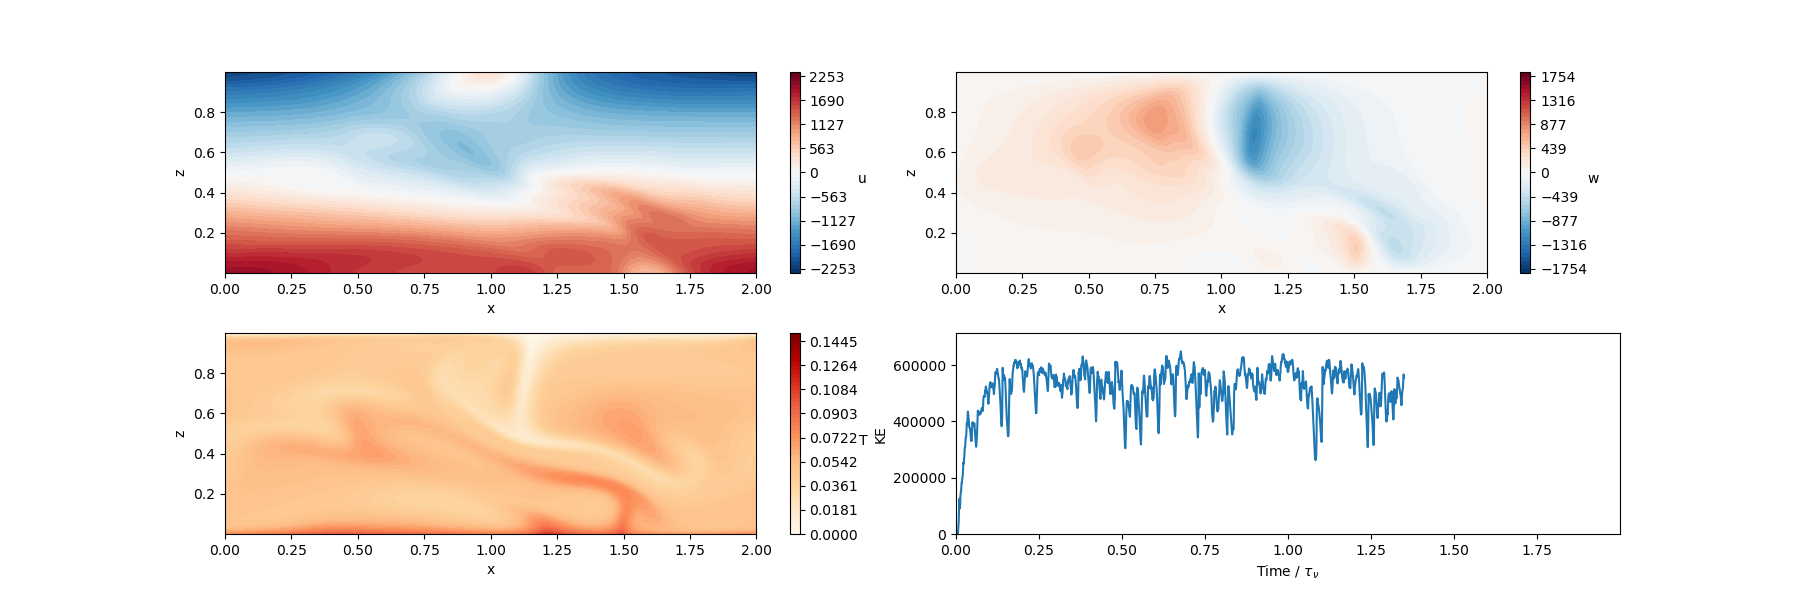 0.8
0.6
0.4
0.2
z
0.00 0.25 0.50 0.75 1.00 1.25 1.50 1.75 2.00
x
2253
1690
1127
563
0
−563
−1127
−1690
−2253
u
0.8
0.6
0.4
0.2
z
0.00 0.25 0.50 0.75 1.00 1.25 1.50 1.75 2.00
x
1754
1316
877
439
0
−439
−877
−1316
−1754
w
0.8
0.6
0.4
0.2
z
0.00 0.25 0.50 0.75 1.00 1.25 1.50 1.75 2.00
x
0.1445
0.1264
0.1084
0.0903
0.0722
0.0542
0.0361
0.0181
0.0000
T
600000
400000
200000
0
KE
0.00 0.25 0.50 0.75 1.00 1.25 1.50 1.75
Time / τν